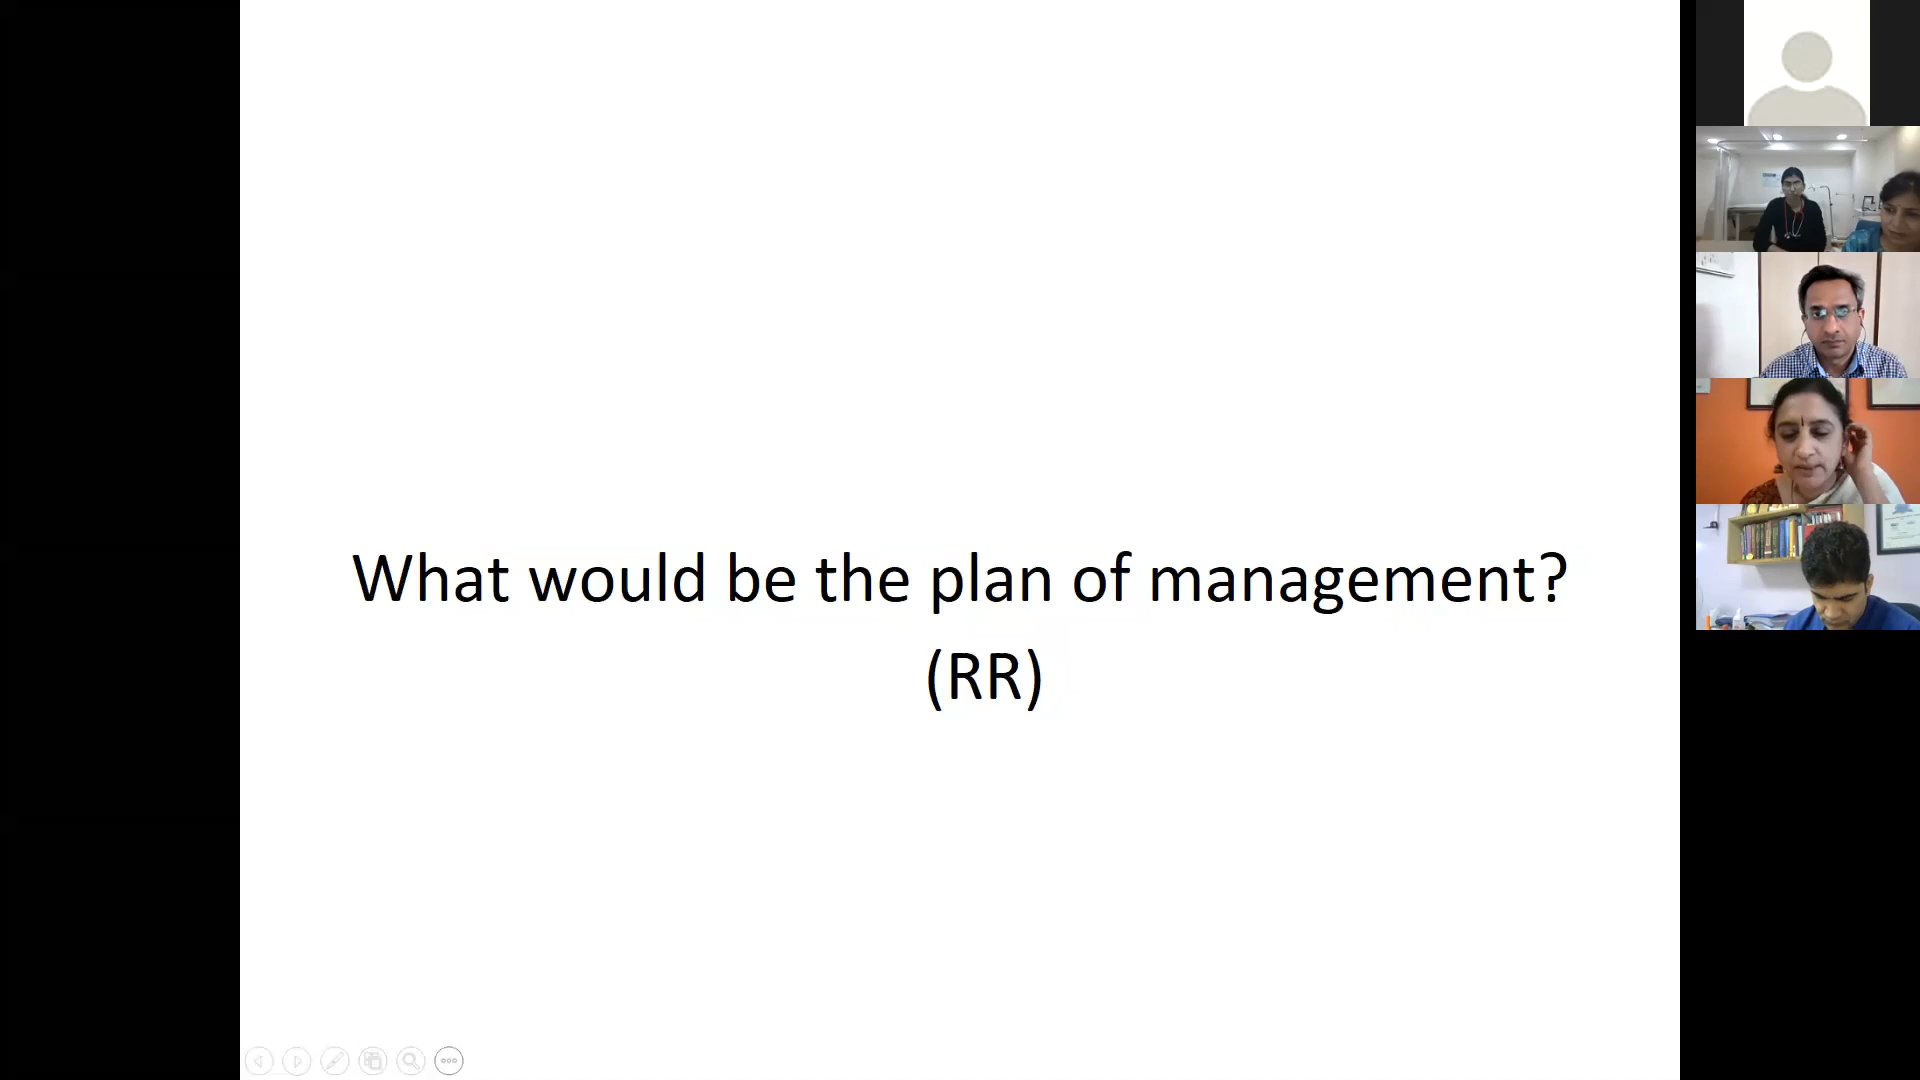 What would be the plan of management?
(RR)